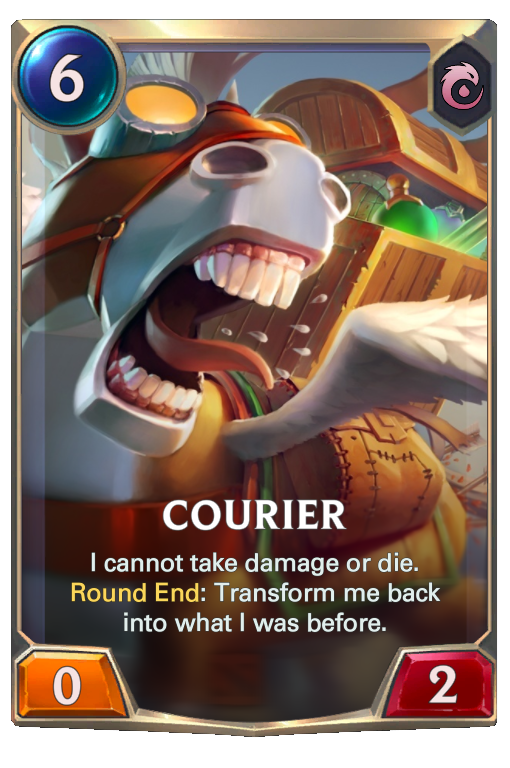 6
COURIER
I cannot take damage or die.
Round End: Transform me back
into what I was before.
0
2